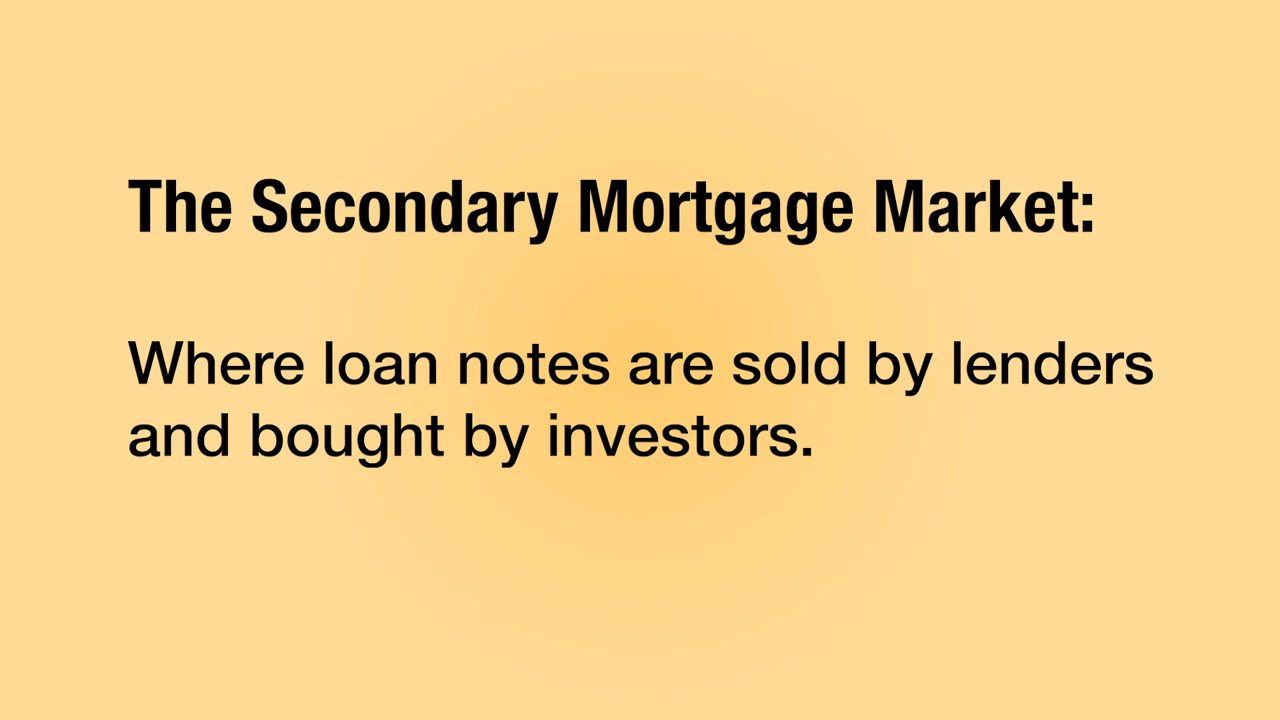 The Secondary Mortgage Market:
Where loan notes are sold by lenders
and bought by investors.